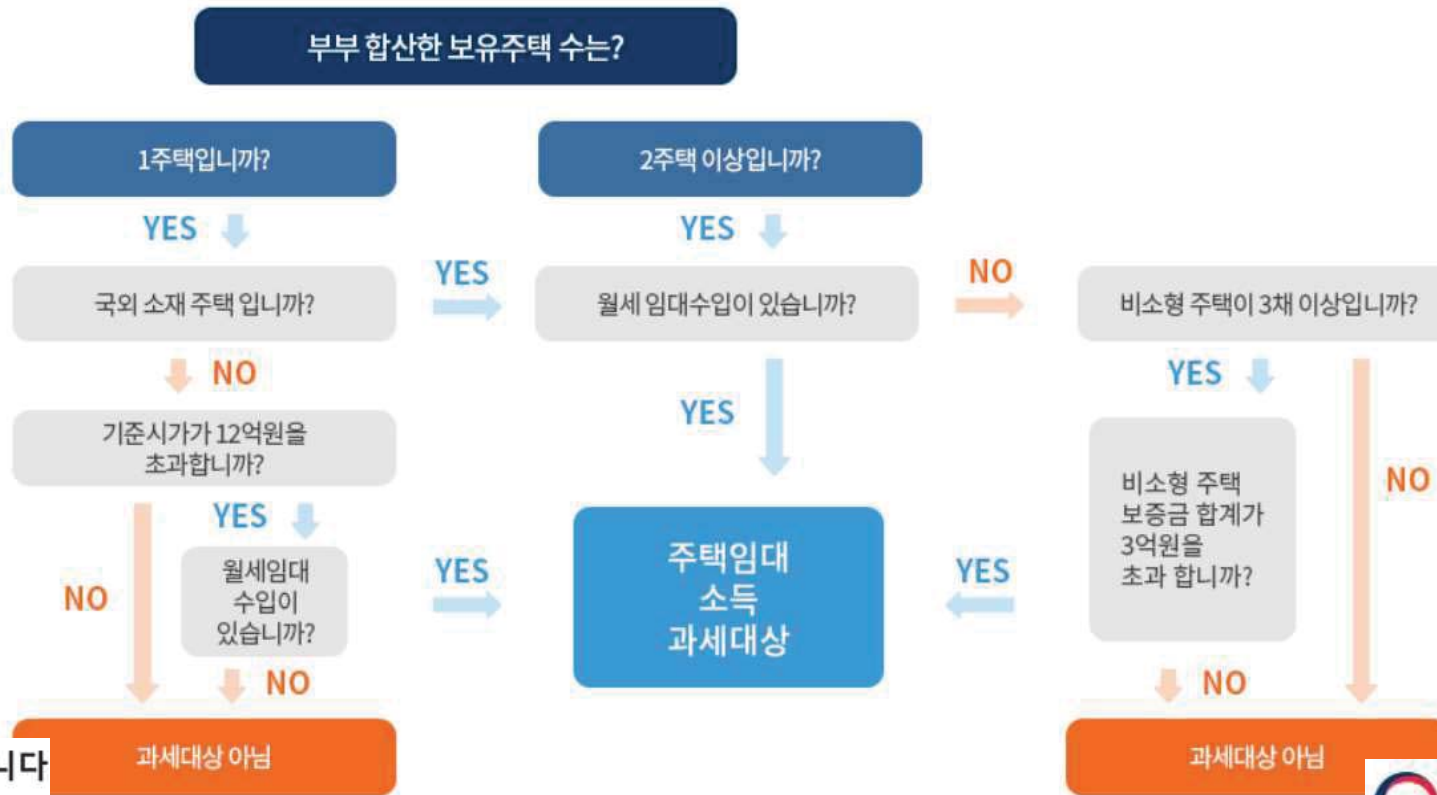 부부 합산한 보유주택 수는?
1주택입니까?
2주택 이상입니까?
YES
YES
국외 소재 주택 입니까?
YES
월세 임대수입이 있습니까?
NO
비소형 주택이 3채 이상입니까?
NO
YES
YES
기준시가가 12억원을
초과합니까?
비소형 주택
보증금 합계가
3억원을
초과 합니까?
NO
YES
월세임대
수입이
있습니까?
NO
YES
주택임대
소득
과세대상
YES
NO
NO
과세대상 아님
과세대상 아님
니다